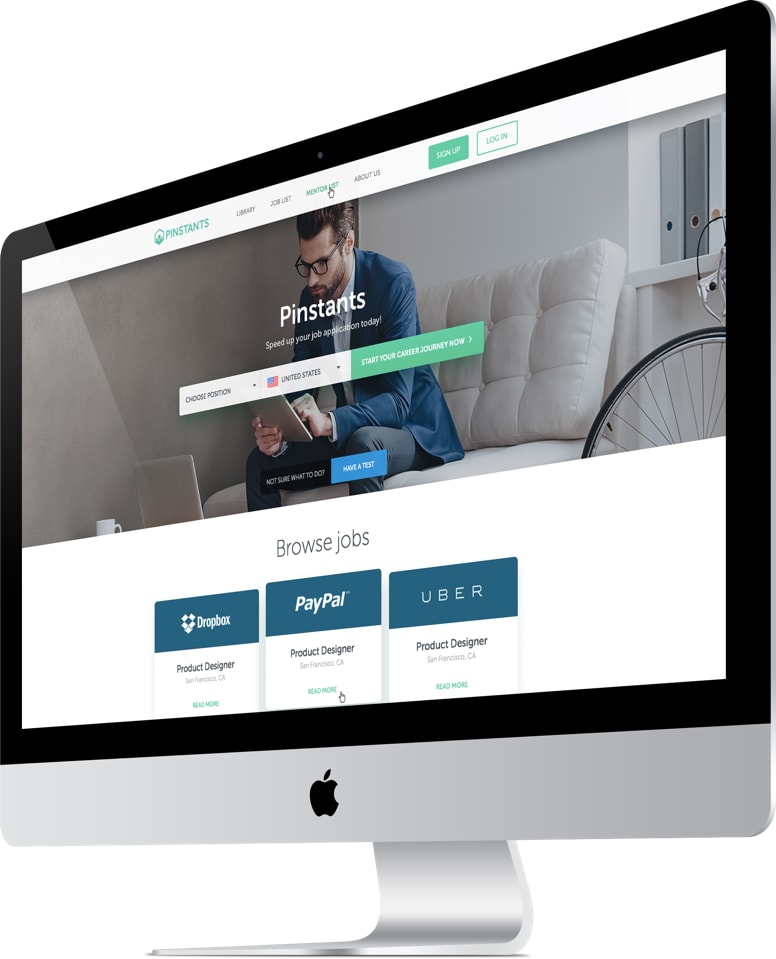 SIGN UP
LOG IN
PINSTANTS
LIBRARY
JOB LIST
MENTOR LIST
ABOUT US
Pinstants
Speed up your job application today!
CHOOSE POSITION
UNITED STATES
START YOUR CAREER JOURNEY NOW
NOT SURE WHAT TO DO?
HAVE A TEST
Browse jobs
Dropbox
PayPal™
UBER
Product Designer
San Francisco, CA
READ MORE
Product Designer
San Francisco, CA
READ MORE
Product Designer
San Francisco, CA
READ MORE